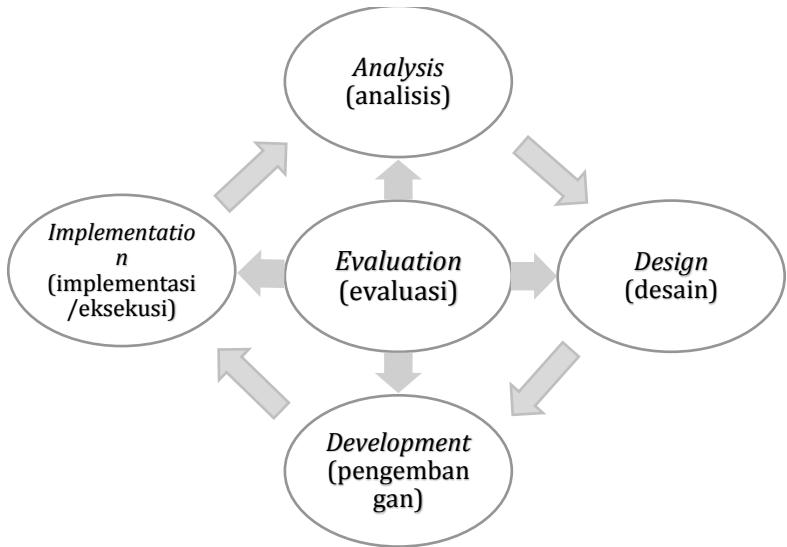 Analysis
(analisis)
Implementatio
n
(implementasi
/eksekusi)
Evaluation
(evaluasi)
Design
(desain)
Development
(pengemban
gan)